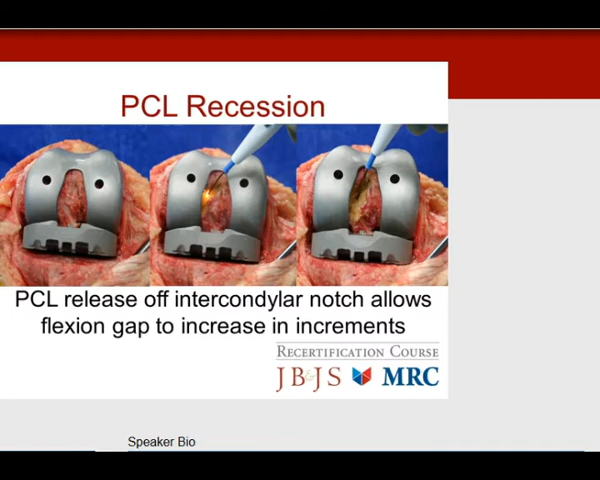 PCL Recession
PCL release off intercondylar notch allows
flexion gap to increase in increments
RECERTIFICATION COURSE
JB&JS MRC
Speaker Bio